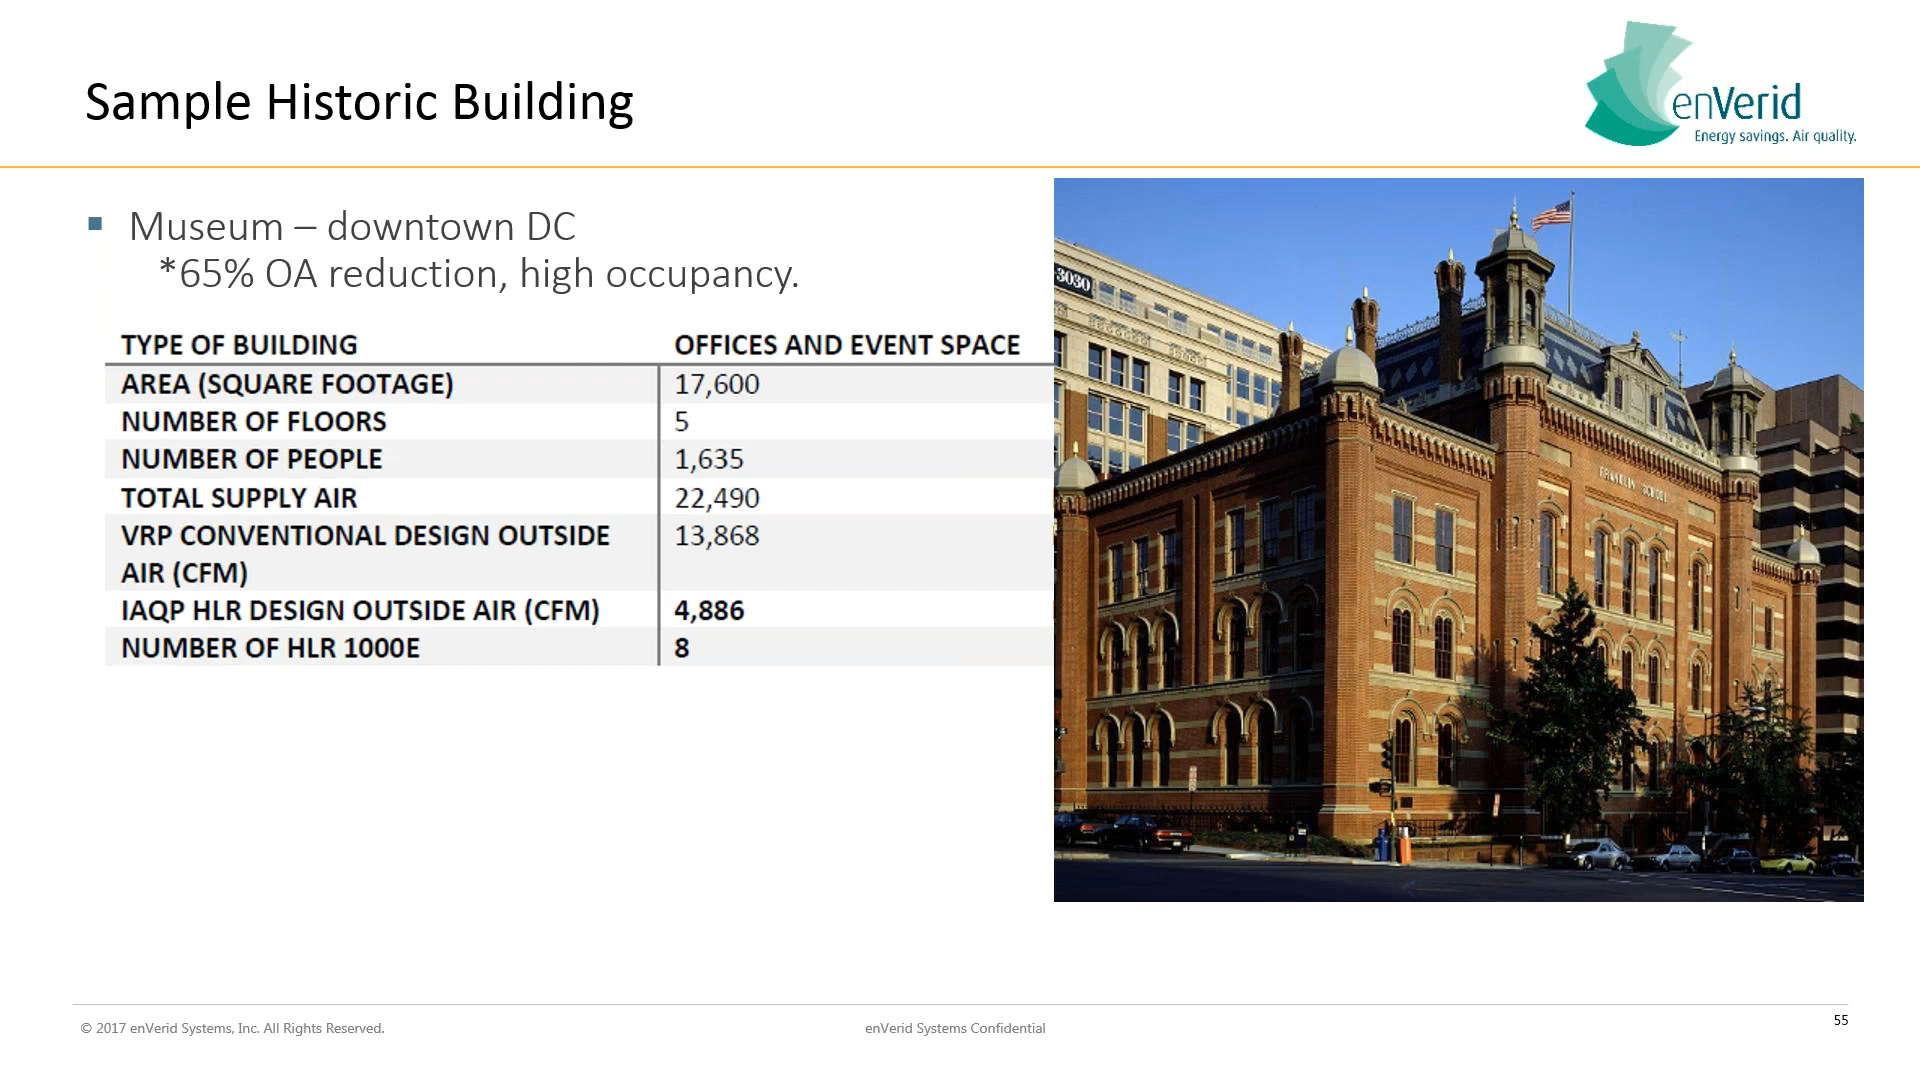 Sample Historic Building
enVerid
Energy savings. Air quality.
▪ Museum – downtown DC
*65% OA reduction, high occupancy.
TYPE OF BUILDING OFFICES AND EVENT SPACE
AREA (SQUARE FOOTAGE) 17,600
NUMBER OF FLOORS 5
NUMBER OF PEOPLE 1,635
TOTAL SUPPLY AIR 22,490
VRP CONVENTIONAL DESIGN OUTSIDE 13,868
AIR (CFM)
IAQP HLR DESIGN OUTSIDE AIR (CFM) 4,886
NUMBER OF HLR 1000E 8
3030
FRANKLIN SCHOOL
© 2017 enVerid Systems, Inc. All Rights Reserved.
enVerid Systems Confidential
55